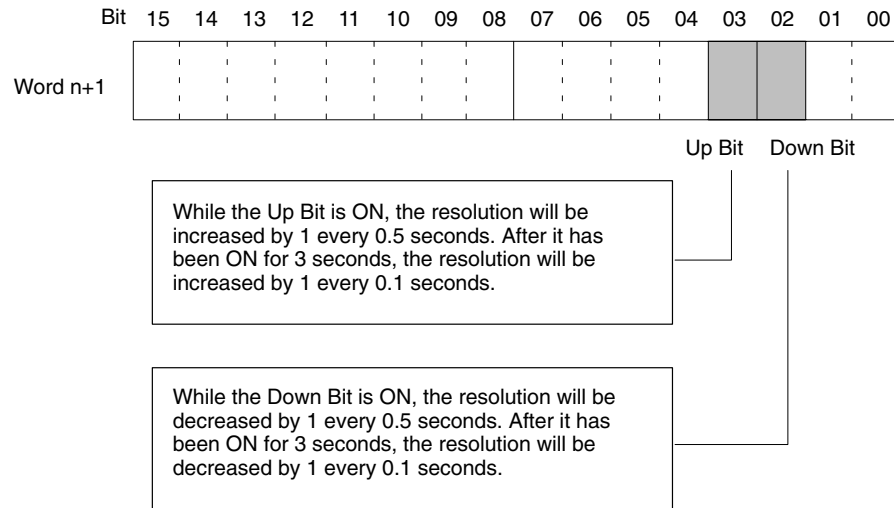 Bit 15 14 13 12 11 10 09 08 07 06 05 04 03 02 01 00
Word n+1
Up Bit Down Bit
While the Up Bit is ON, the resolution will be
increased by 1 every 0.5 seconds. After it has
been ON for 3 seconds, the resolution will be
increased by 1 every 0.1 seconds.
While the Down Bit is ON, the resolution will be
decreased by 1 every 0.5 seconds. After it has
been ON for 3 seconds, the resolution will be
decreased by 1 every 0.1 seconds.